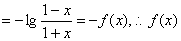 = -lg (1-x)/(1+x) = -f(x), ∴ f(x)